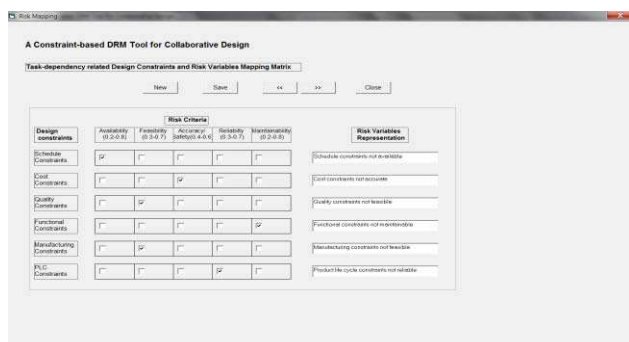 Risk Mapping
A Constraint-based DRM Tool for Collaborative Design
Task-dependency related Design Constraints and Risk Variables Mapping Matrix
New Save << >> Close
Risk Criteria
Design constraints
Availability (0.2-0.8)
Feasibility (0.3-0.7)
Accuracy/ Safety(0.4-0.6
Reliability (0.3-0.7)
Maintainability (0.2-0.8)
Risk Variables Representation
Schedule Constraints
Schedule constraints not available
Cost Constraints
Cost constraints not accurate
Quality Constraints
Quality constraints not feasible
Functional Constraints
Functional constraints not maintainable
Manufacturing Constraints
Manufacturing constraints not feasible
PLC Constraints
Product life cycle constraints not reliable